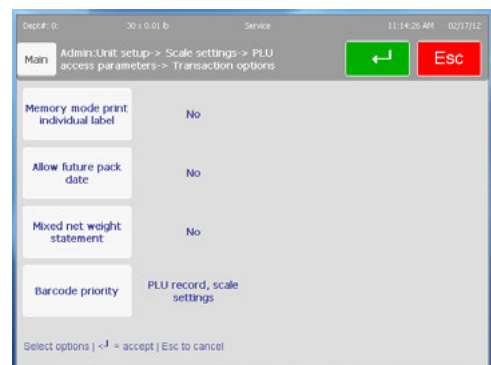 Dept#: 0: 30 x 0.01 lb Service 11:14:26 AM 02/17/12
Main
Admin:Unit setup-> Scale settings-> PLU
access parameters-> Transaction options
Esc
Memory mode print
individual label
No
Allow future pack
date
No
Mixed net weight
statement
No
Barcode priority
PLU record, scale
settings
Select options | <┘ = accept | Esc to cancel